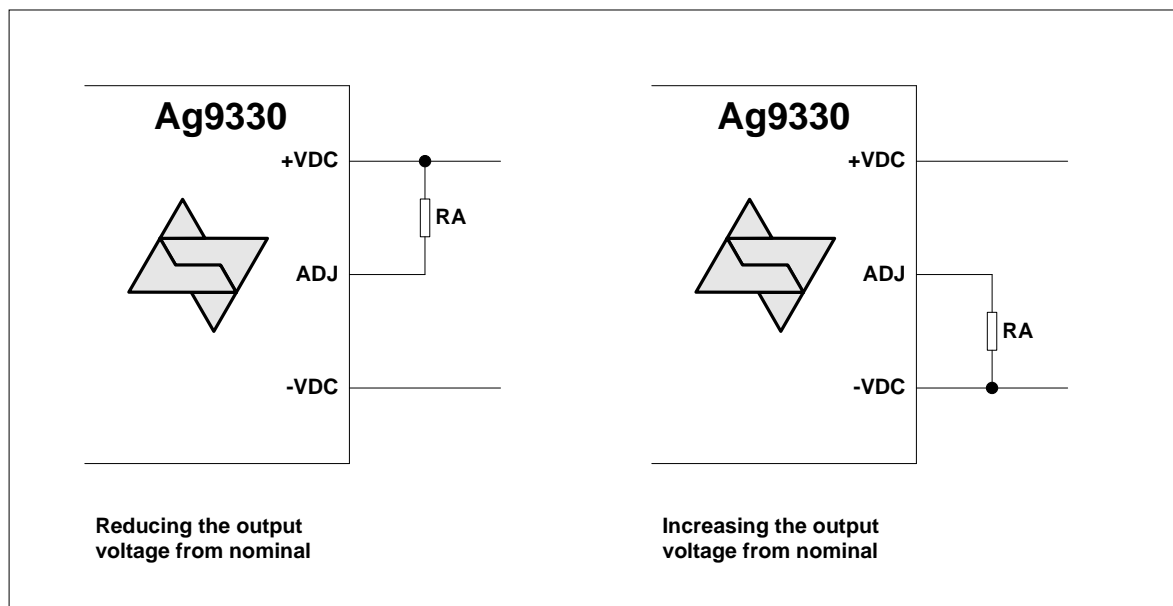 Ag9330
+VDC
RA
ADJ
-VDC
Reducing the output
voltage from nominal
Ag9330
+VDC
ADJ
RA
-VDC
Increasing the output
voltage from nominal